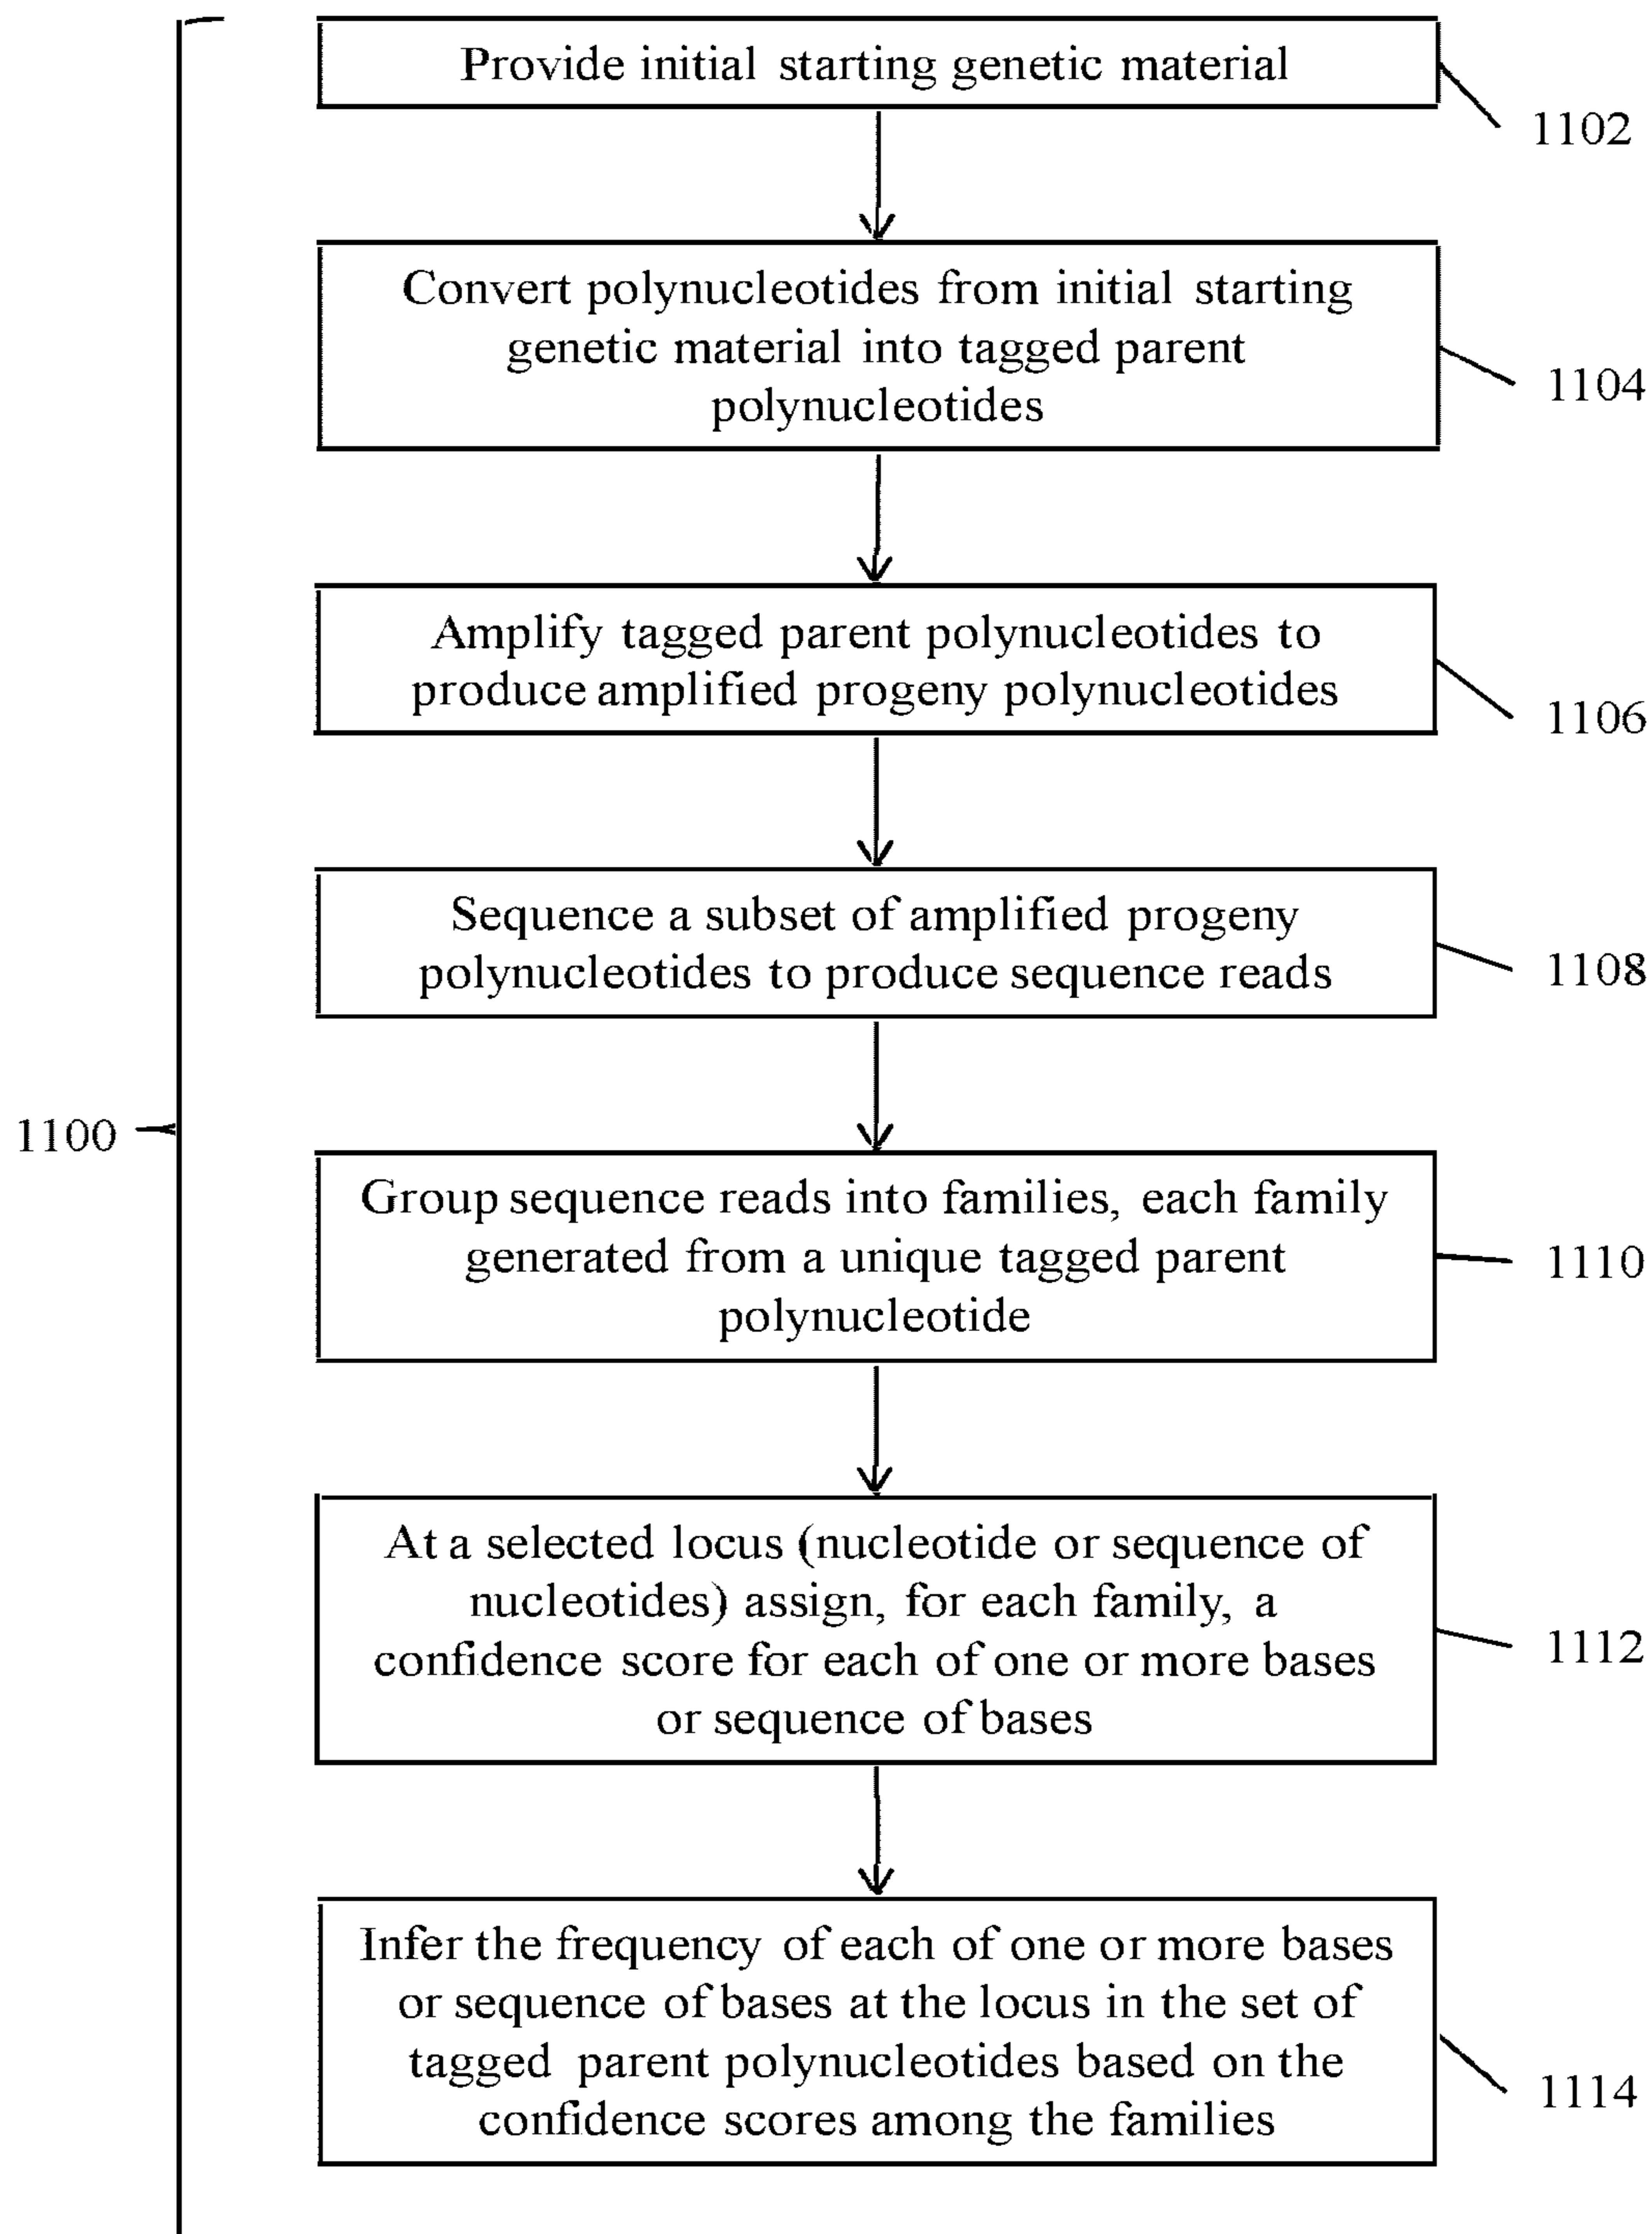 Provide initial starting genetic material
1102
Convert polynucleotides from initial starting
genetic material into tagged parent
polynucleotides
1104
Amplify tagged parent polynucleotides to
produce amplified progeny polynucleotides
1106
Sequence a subset of amplified progeny
polynucleotides to produce sequence reads
1108
1100
Group sequence reads into families, each family
generated from a unique tagged parent
polynucleotide
1110
At a selected locus (nucleotide or sequence of
nucleotides) assign, for each family, a
confidence score for each of one or more bases
or sequence of bases
1112
Infer the frequency of each of one or more bases
or sequence of bases at the locus in the set of
tagged parent polynucleotides based on the
confidence scores among the families
1114